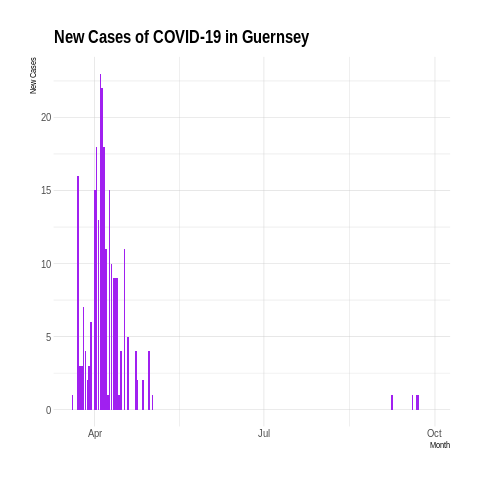 New Cases of COVID-19 in Guernsey
New Cases
20
15
10
5
0
Apr
Jul
Oct
Month